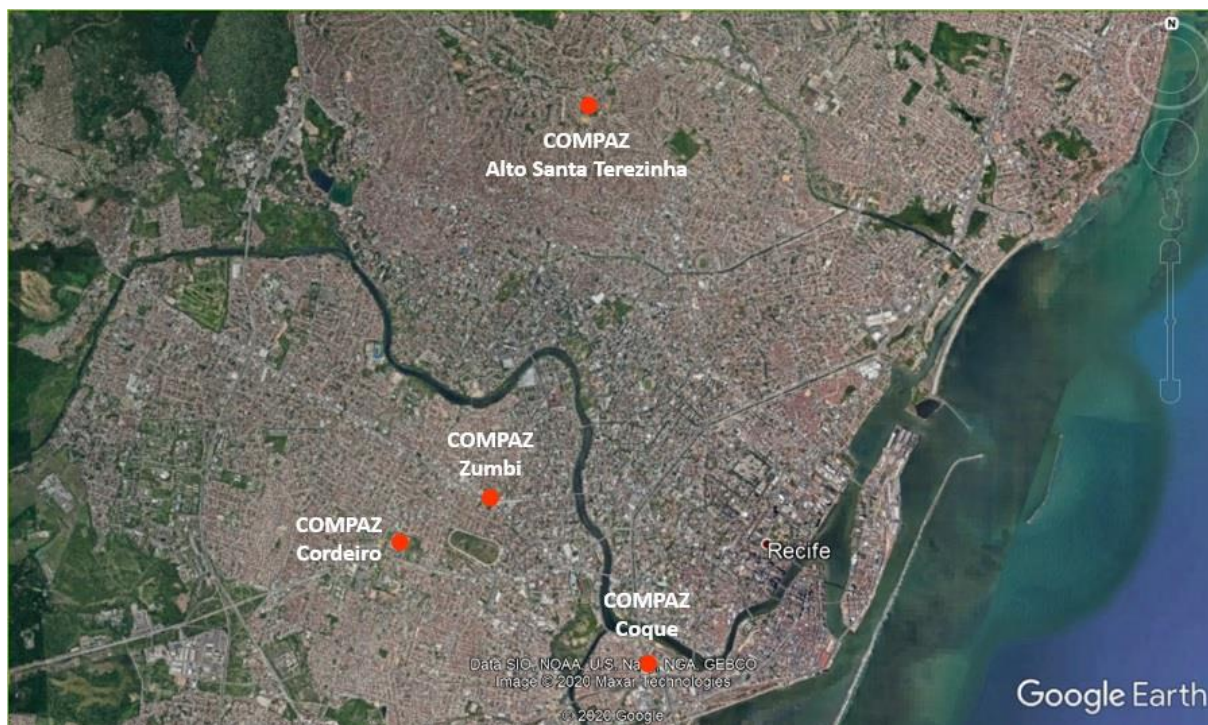 N
COMPAZ
Alto Santa Terezinha
COMPAZ
Zumbi
COMPAZ
Cordeiro
Recife
COMPAZ
Coque
Data SIO, NOAA, U.S. NGA, GEBCO
Image © 2020 Maxar Technologies
© 2020 Google
Google Earth